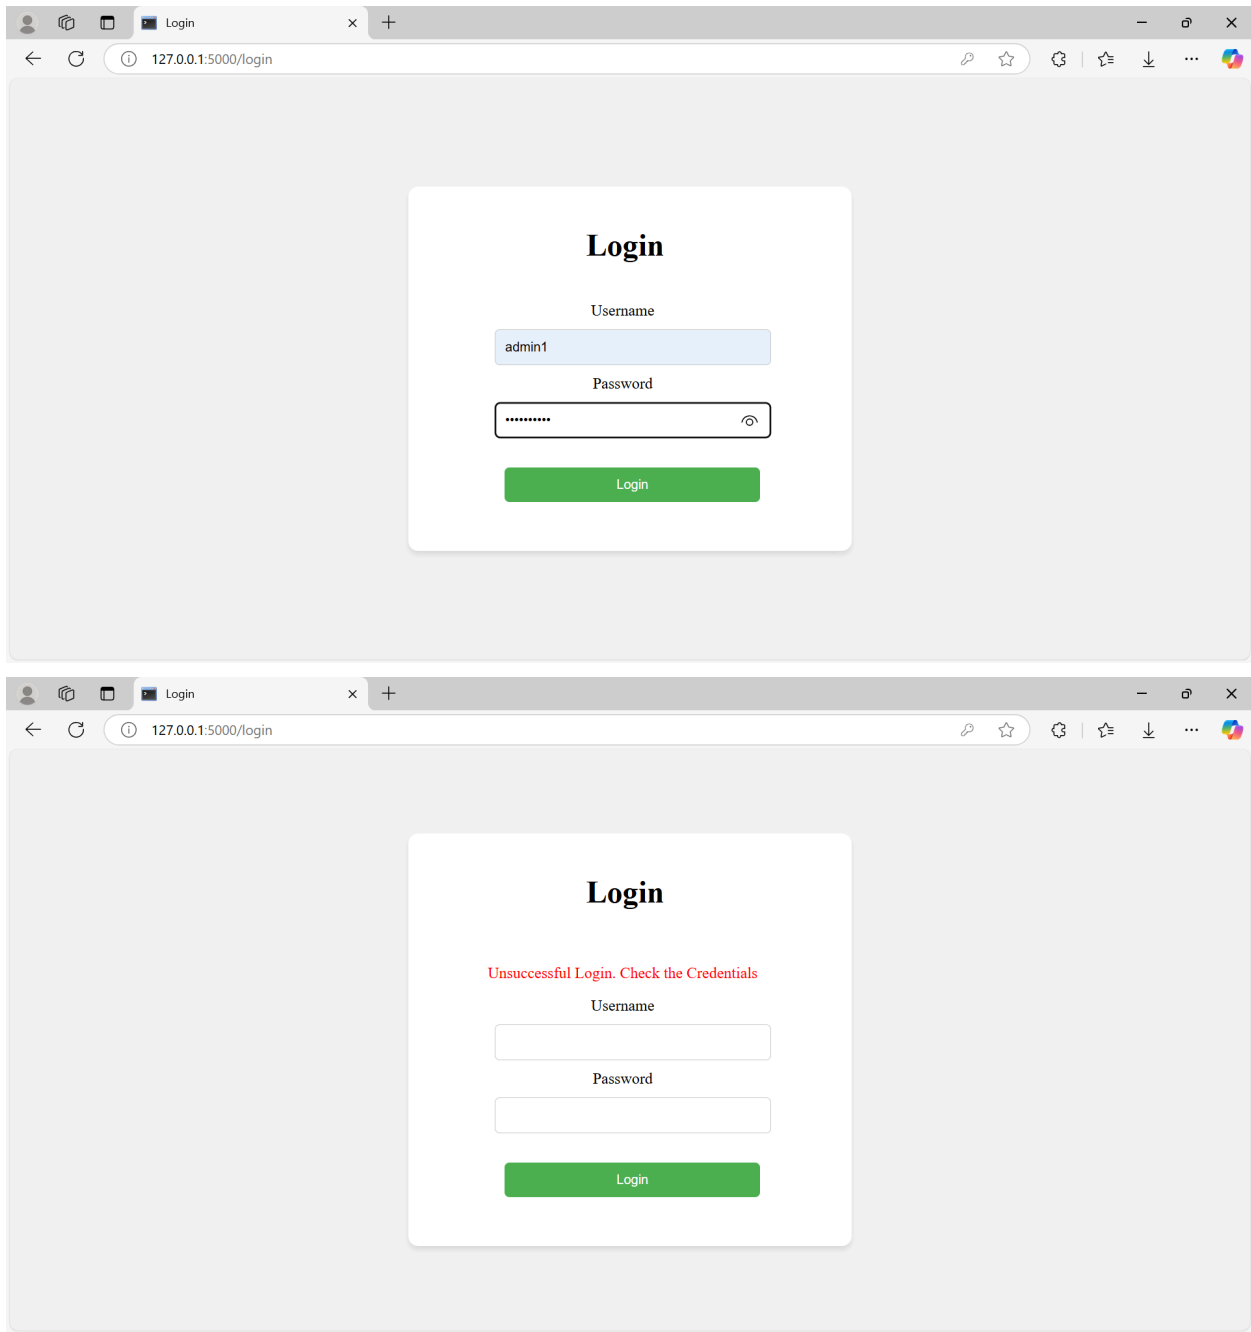 Login
127.0.0.1:5000/login
Login
Username
admin1
Password
••••••••••
Login
Login
127.0.0.1:5000/login
Login
Unsuccessful Login. Check the Credentials
Username
Password
Login